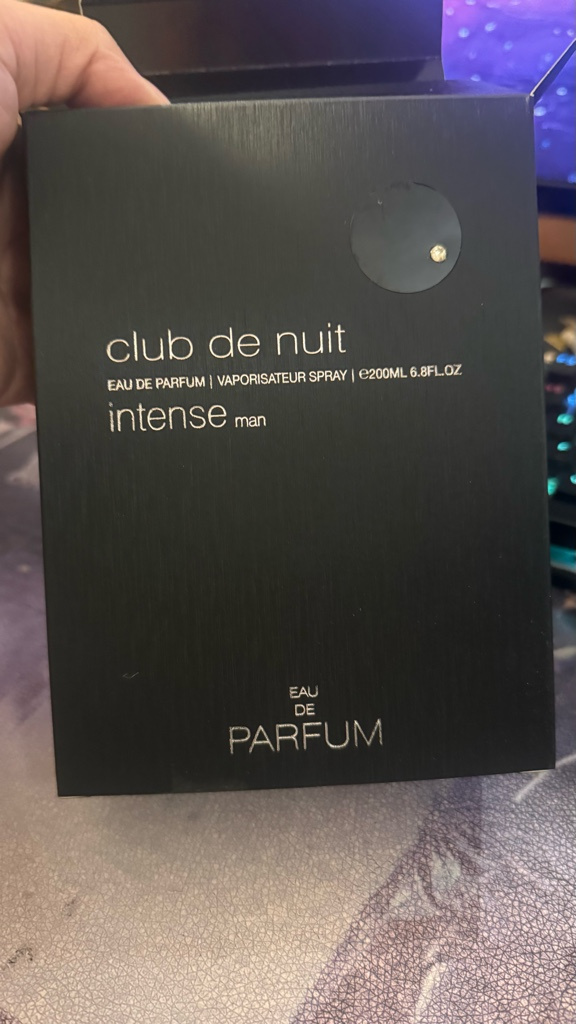 club de nuit
EAU DE PARFUM | VAPORISATEUR SPRAY | ℮200ML 6.8FL.OZ
intense man
EAU
DE
PARFUM